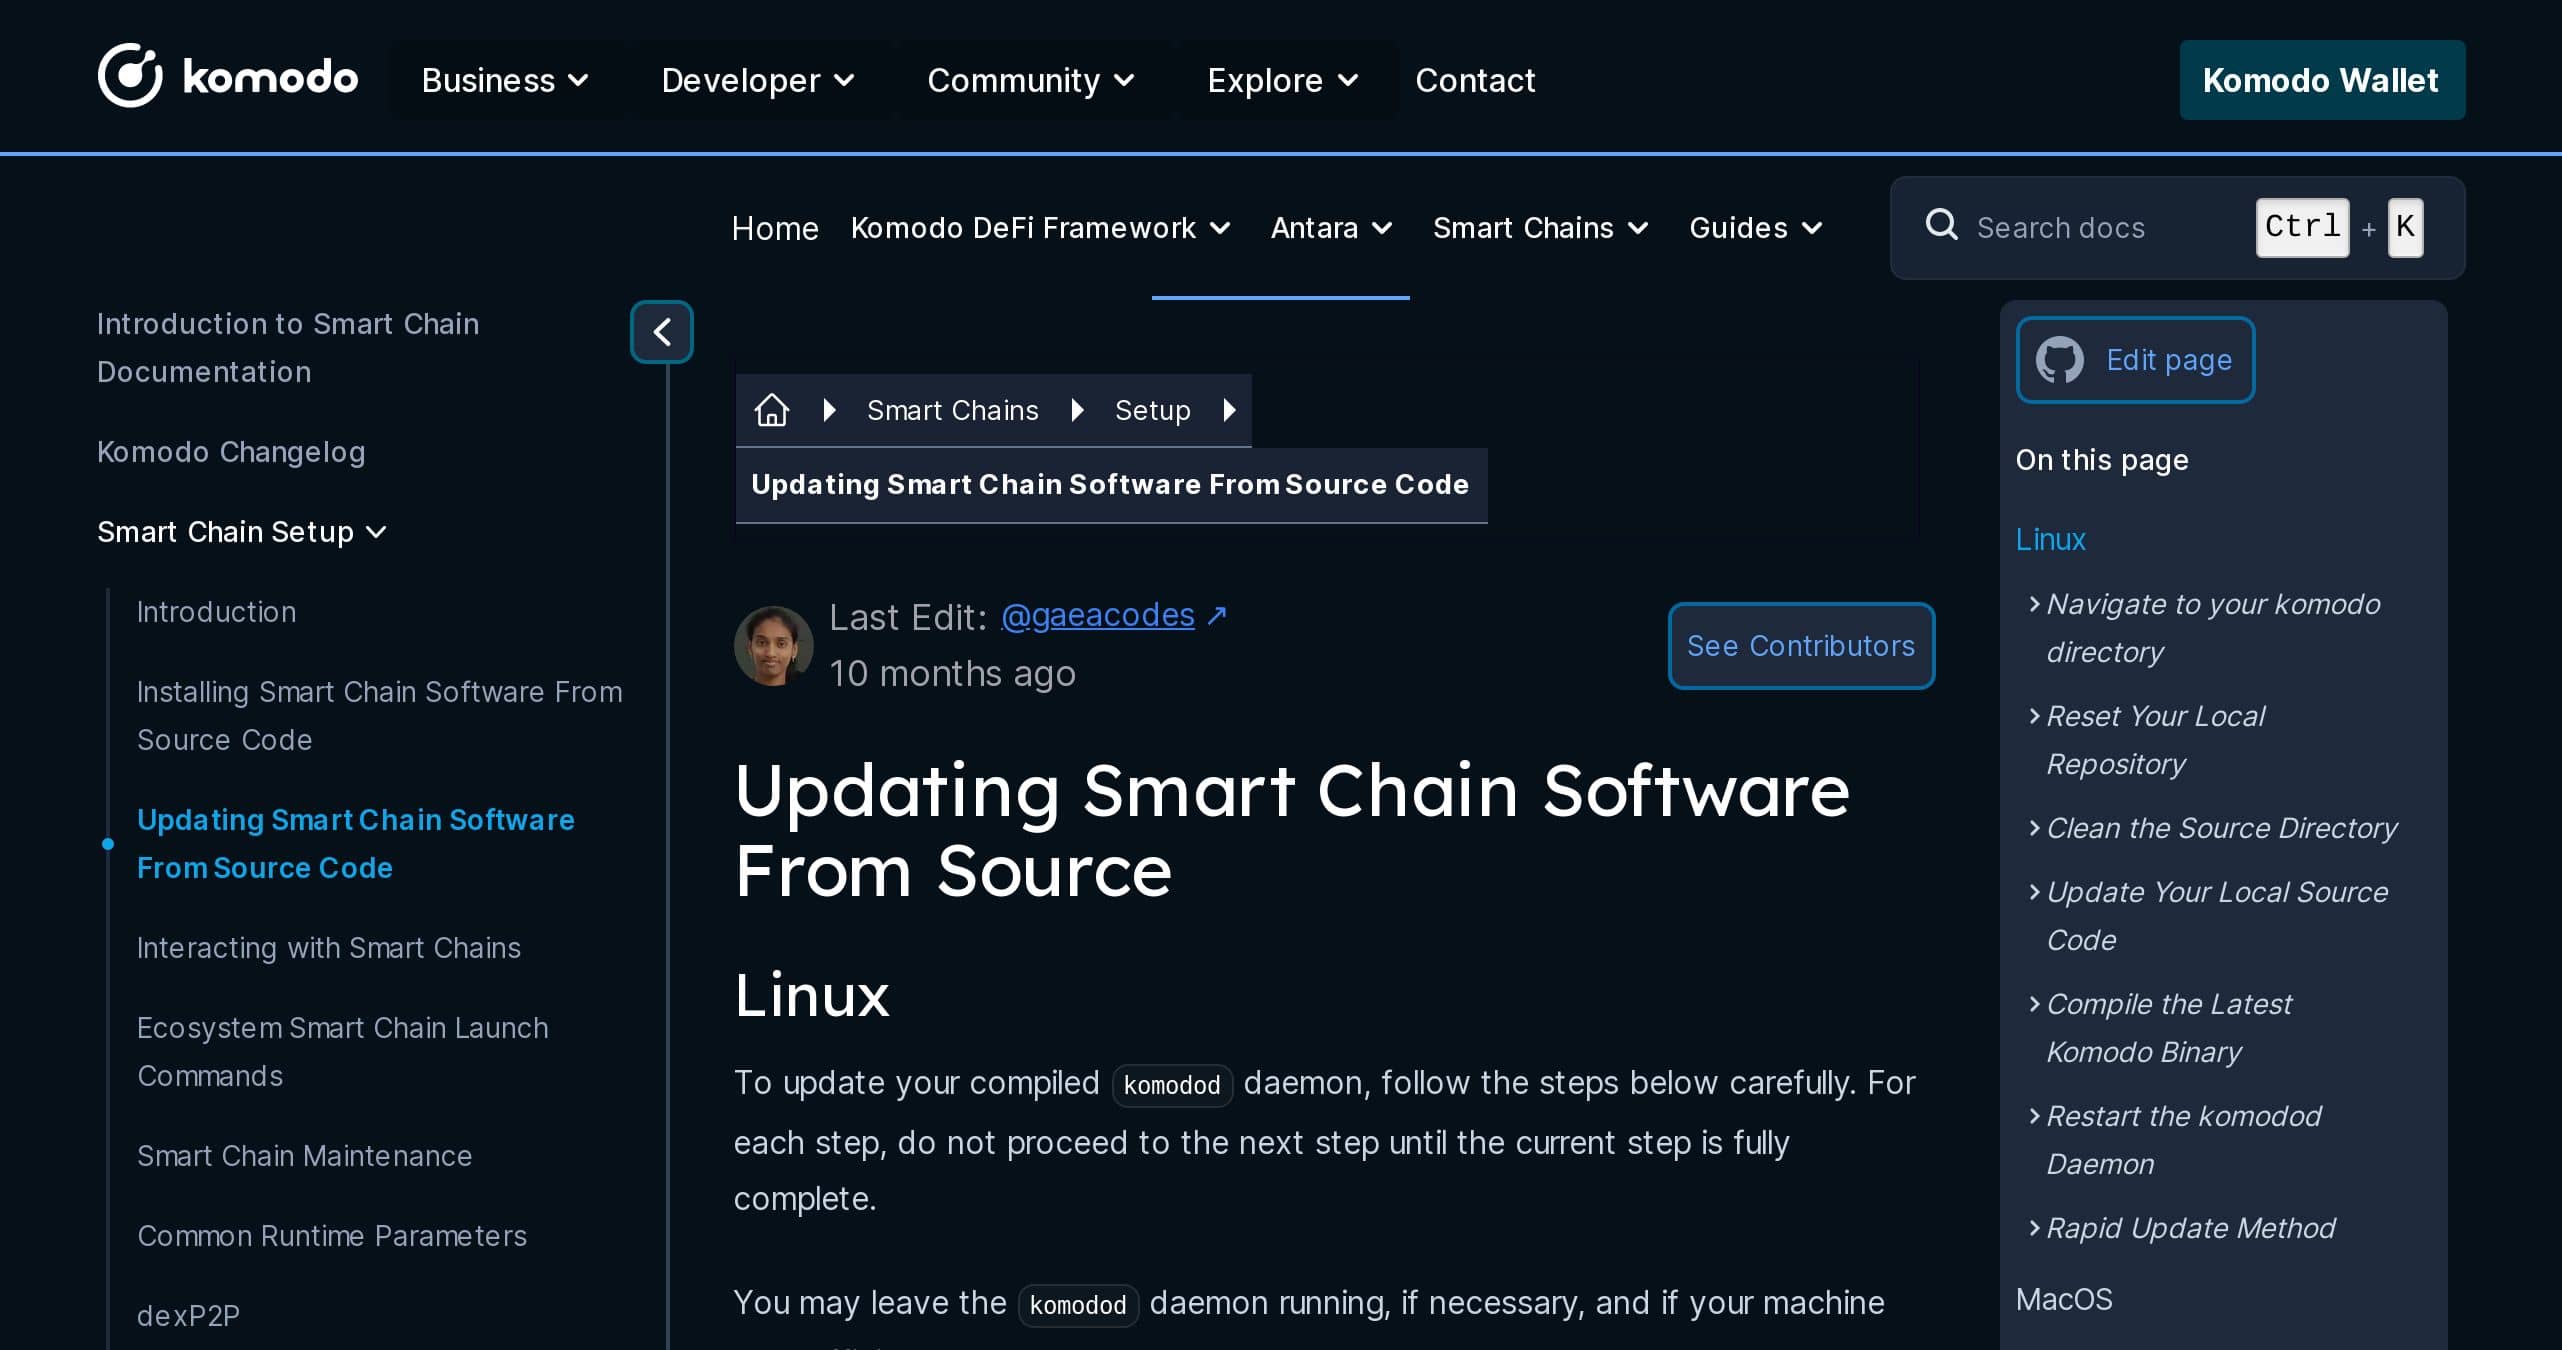 komodo
Business
Developer
Community
Explore
Contact
Komodo Wallet
Home
Komodo DeFi Framework
Antara
Smart Chains
Guides
Search docs
Ctrl + K
Introduction to Smart Chain
Documentation
Komodo Changelog
Smart Chain Setup
Introduction
Installing Smart Chain Software From
Source Code
Updating Smart Chain Software
From Source Code
Interacting with Smart Chains
Ecosystem Smart Chain Launch
Commands
Smart Chain Maintenance
Common Runtime Parameters
dexP2P
Smart Chains
Setup
Updating Smart Chain Software From Source Code
Last Edit: @gaeacodes ↗
10 months ago
See Contributors
Updating Smart Chain Software
From Source
Linux
To update your compiled komodod daemon, follow the steps below carefully. For
each step, do not proceed to the next step until the current step is fully
complete.
You may leave the komodod daemon running, if necessary, and if your machine
Edit page
On this page
Linux
Navigate to your komodo
directory
Reset Your Local
Repository
Clean the Source Directory
Update Your Local Source
Code
Compile the Latest
Komodo Binary
Restart the komodod
Daemon
Rapid Update Method
MacOS